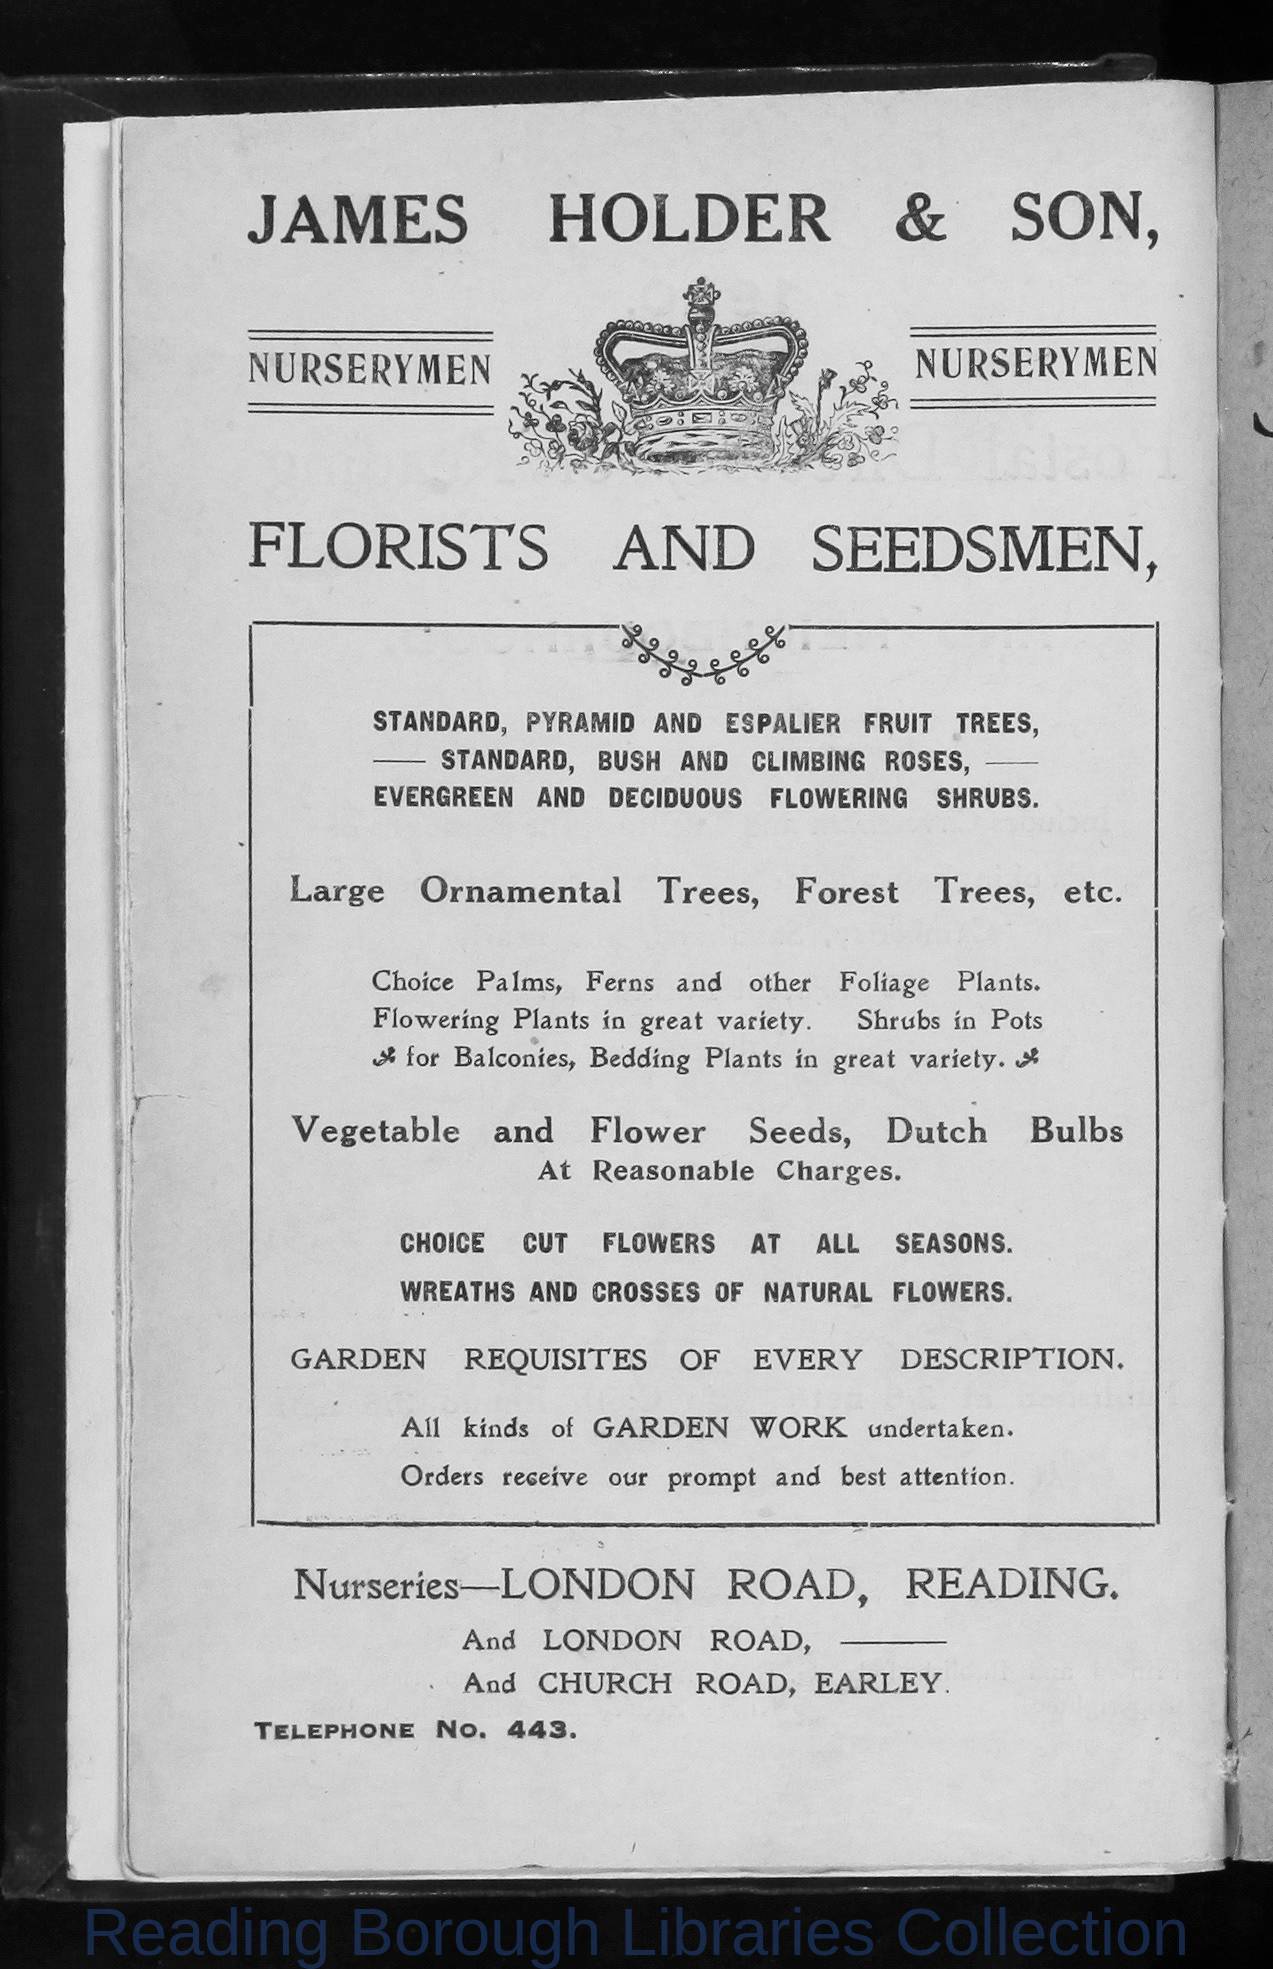 JAMES HOLDER & SON,
NURSERYMEN NURSERYMEN
FLORISTS AND SEEDSMEN,
STANDARD, PYRAMID AND ESPALIER FRUIT TREES,
— STANDARD, BUSH AND CLIMBING ROSES, —
EVERGREEN AND DECIDUOUS FLOWERING SHRUBS.
Large Ornamental Trees, Forest Trees, etc.
Choice Palms, Ferns and other Foliage Plants.
Flowering Plants in great variety. Shrubs in Pots
for Balconies, Bedding Plants in great variety.
Vegetable and Flower Seeds, Dutch Bulbs
At Reasonable Charges.
CHOICE CUT FLOWERS AT ALL SEASONS.
WREATHS AND CROSSES OF NATURAL FLOWERS.
GARDEN REQUISITES OF EVERY DESCRIPTION.
All kinds of GARDEN WORK undertaken.
Orders receive our prompt and best attention.
Nurseries—LONDON ROAD, READING.
And LONDON ROAD, ———
And CHURCH ROAD, EARLEY.
TELEPHONE No. 443.
Reading Borough Libraries Collection